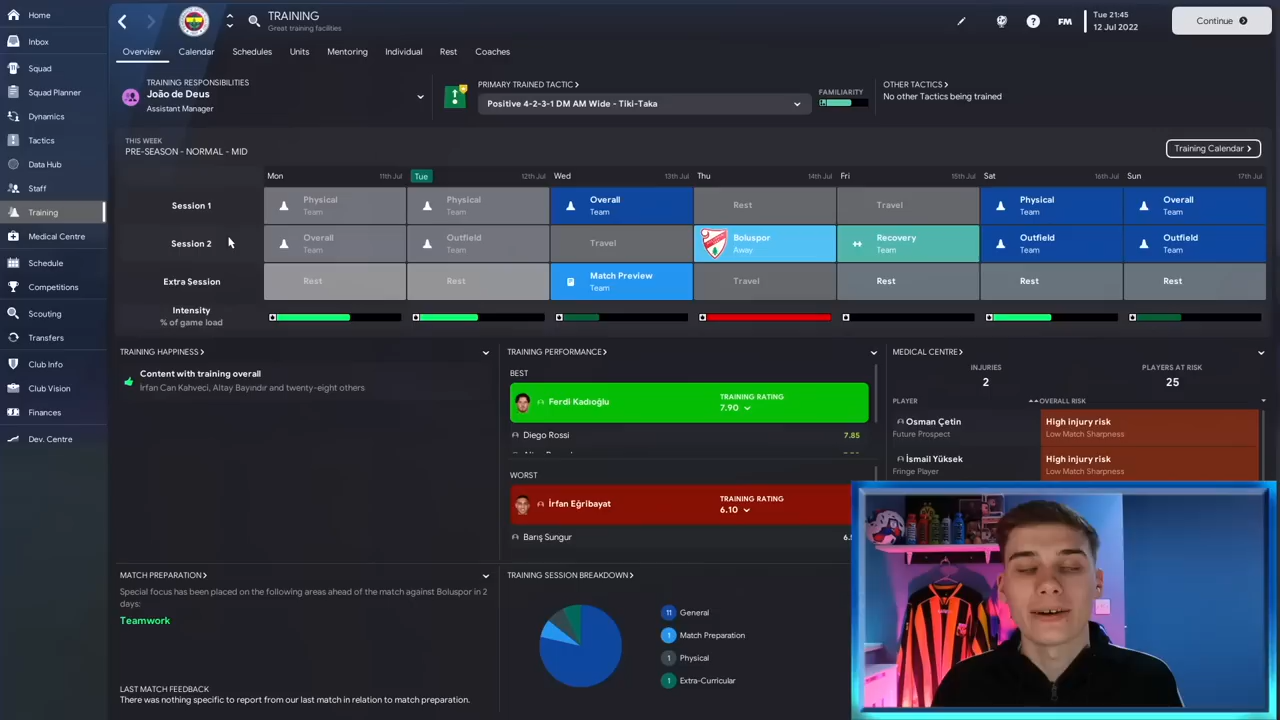 Home
Inbox
Squad
Squad Planner
Dynamics
Tactics
Data Hub
Staff
Training
Medical Centre
Schedule
Competitions
Scouting
Transfers
Club Info
Club Vision
Finances
Dev. Centre
TRAINING
Great training facilities
FM
Tue 21:45
12 Jul 2022
Continue
Overview
Calendar
Schedules
Units
Mentoring
Individual
Rest
Coaches
TRAINING RESPONSIBILITIES
João de Deus
Assistant Manager
PRIMARY TRAINED TACTIC
Positive 4-2-3-1 DM AM Wide - Tiki-Taka
FAMILIARITY
OTHER TACTICS
No other Tactics being trained
THIS WEEK
PRE-SEASON - NORMAL - MID
Training Calendar
Mon 11th Jul
Tue 12th Jul
Wed 13th Jul
Thu 14th Jul
Fri 15th Jul
Sat 16th Jul
Sun 17th Jul
Session 1
Physical
Team
Physical
Team
Overall
Team
Rest
Travel
Physical
Team
Overall
Team
Session 2
Overall
Team
Outfield
Team
Travel
Boluspor
Away
Recovery
Team
Outfield
Team
Outfield
Team
Extra Session
Rest
Rest
Match Preview
Team
Travel
Rest
Rest
Rest
Intensity
% of game load
TRAINING HAPPINESS
Content with training overall
İrfan Can Kahveci, Altay Bayındır and twenty-eight others
TRAINING PERFORMANCE
BEST
Ferdi Kadıoğlu
TRAINING RATING
7.90
Diego Rossi
7.85
WORST
İrfan Eğribayat
TRAINING RATING
6.10
Barış Sungur
MEDICAL CENTRE
INJURIES
2
PLAYERS AT RISK
25
PLAYER
OVERALL RISK
Osman Çetin
Future Prospect
High injury risk
Low Match Sharpness
İsmail Yüksek
Fringe Player
High injury risk
Low Match Sharpness
MATCH PREPARATION
Special focus has been placed on the following areas ahead of the match against Boluspor in 2
days:
Teamwork
LAST MATCH FEEDBACK
There was nothing specific to report from our last match in relation to match preparation.
TRAINING SESSION BREAKDOWN
11 General
1 Match Preparation
1 Physical
1 Extra-Curricular